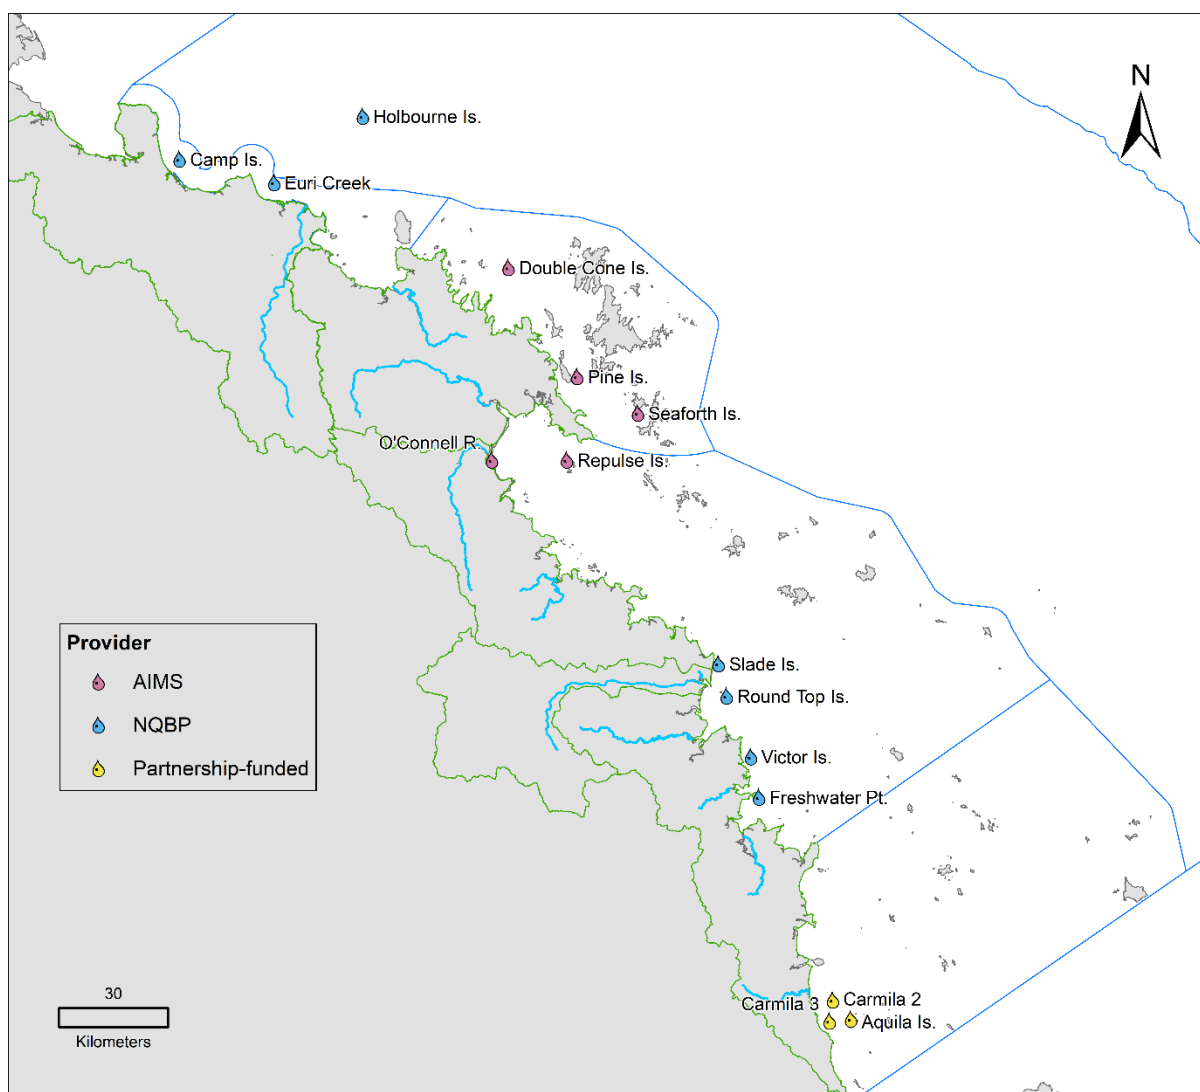 N
Holbourne Is.
Camp Is.
Euri Creek
Double Cone Is.
Pine Is.
Seaforth Is.
O'Connell R.
Repulse Is.
Provider
AIMS
NQBP
Partnership-funded
Slade Is.
Round Top Is.
Victor Is.
Freshwater Pt.
30
Kilometers
Carmila 3
Carmila 2
Aquila Is.